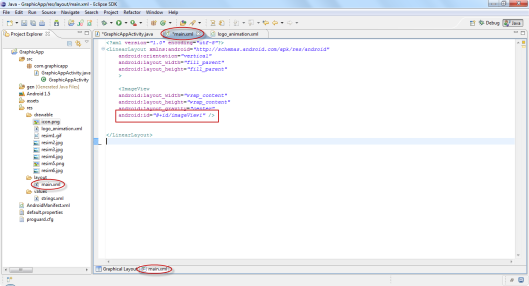 Java - GraphicApp/res/layout/main.xml - Eclipse SDK
File Edit Run Source Navigate Search Project Refactor Window Help
Debug Java
Project Explorer
*GraphicAppActivity.java
*main.xml
logo_animation.xml
GraphicApp
src
com.graphicapp
GraphicAppActivity.java
GraphicAppActivity
gen [Generated Java Files]
Android 1.5
assets
res
drawable
icon.png
logo_animation.xml
resim1.gif
resim2.jpg
resim3.jpg
resim4.jpg
resim5.png
resim6.jpg
layout
main.xml
values
strings.xml
AndroidManifest.xml
default.properties
proguard.cfg
<?xml version="1.0" encoding="utf-8"?>
<LinearLayout xmlns:android="http://schemas.android.com/apk/res/android"
android:orientation="vertical"
android:layout_width="fill_parent"
android:layout_height="fill_parent"
>
<ImageView
android:layout_width="wrap_content"
android:layout_height="wrap_content"
android:layout_gravity="center"
android:id="@+id/imageView1" />
</LinearLayout>
Graphical Layout
main.xml